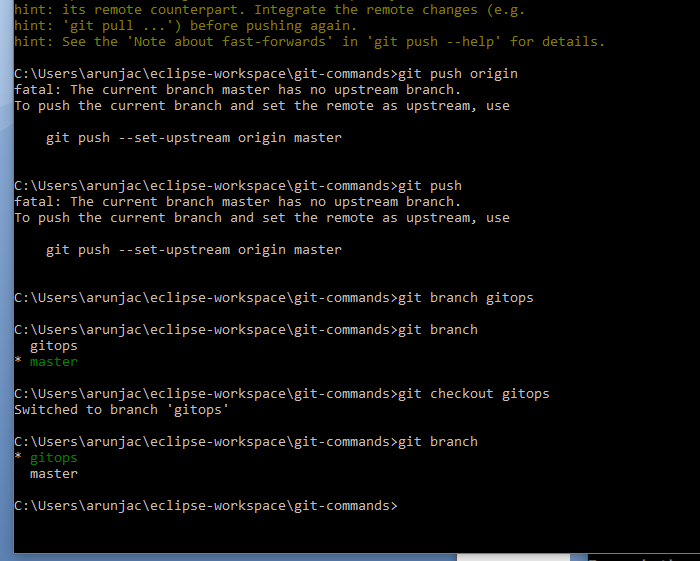 hint: its remote counterpart. Integrate the remote changes (e.g.
hint: 'git pull ...') before pushing again.
hint: See the 'Note about fast-forwards' in 'git push --help' for details.
C:\Users\arunjac\eclipse-workspace\git-commands>git push origin
fatal: The current branch master has no upstream branch.
To push the current branch and set the remote as upstream, use
git push --set-upstream origin master
C:\Users\arunjac\eclipse-workspace\git-commands>git push
fatal: The current branch master has no upstream branch.
To push the current branch and set the remote as upstream, use
git push --set-upstream origin master
C:\Users\arunjac\eclipse-workspace\git-commands>git branch gitops
C:\Users\arunjac\eclipse-workspace\git-commands>git branch
gitops
* master
C:\Users\arunjac\eclipse-workspace\git-commands>git checkout gitops
Switched to branch 'gitops'
C:\Users\arunjac\eclipse-workspace\git-commands>git branch
* gitops
master
C:\Users\arunjac\eclipse-workspace\git-commands>